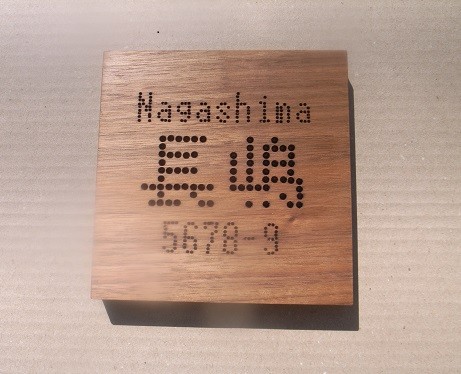 Nagashima
長嶋
5678-9